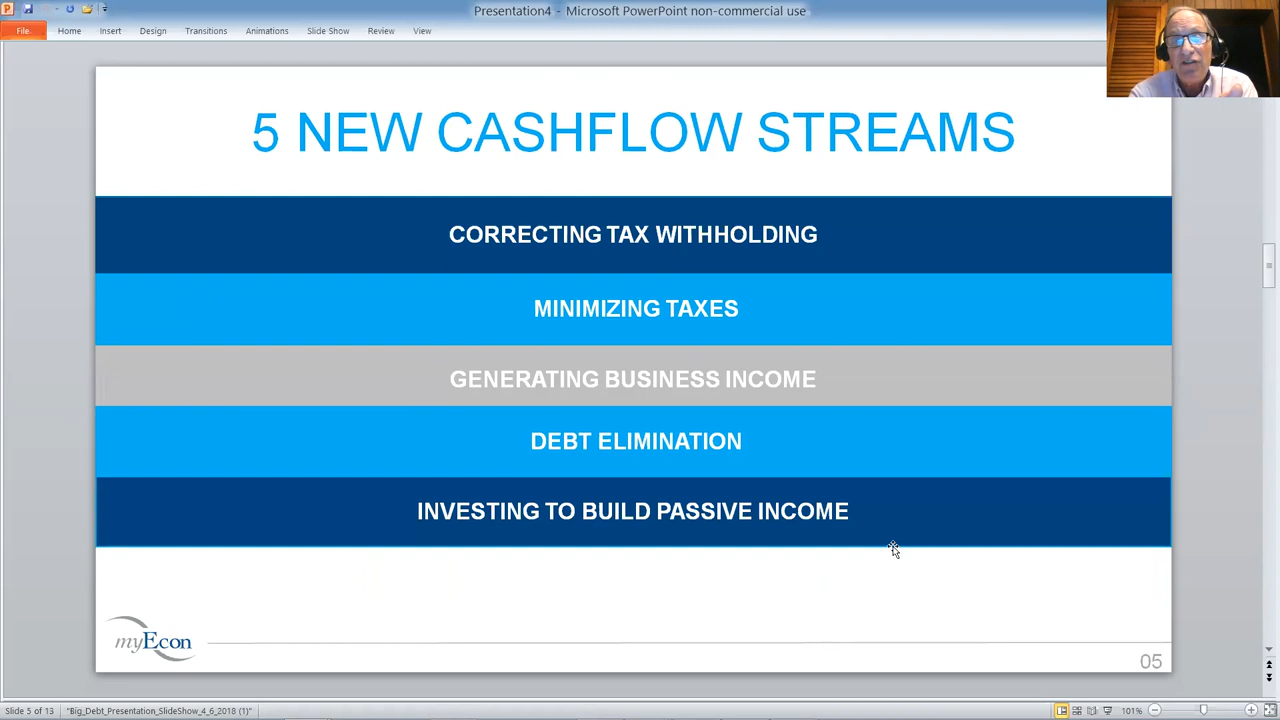 Presentation4 - Microsoft PowerPoint non-commercial use
File
Home
Insert
Design
Transitions
Animations
Slide Show
Review
View
5 NEW CASHFLOW STREAMS
CORRECTING TAX WITHHOLDING
MINIMIZING TAXES
GENERATING BUSINESS INCOME
DEBT ELIMINATION
INVESTING TO BUILD PASSIVE INCOME
myEcon
05
Slide 5 of 13
"Big_Debt_Presentation_SlideShow_4_6_2018 (1)"
101%